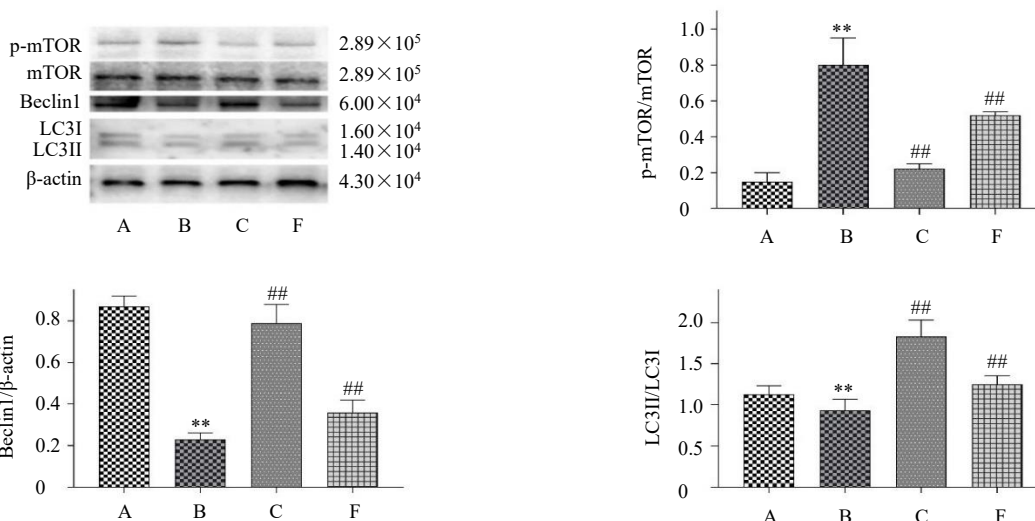 p-mTOR 2.89×10⁵
mTOR 2.89×10⁵
Beclin1 6.00×10⁴
LC3I 1.60×10⁴
LC3II 1.40×10⁴
β-actin 4.30×10⁴
A B C F
p-mTOR/mTOR
1.0
0.8
0.6
0.4
0.2
0
**
##
##
A B C F
Beclin1/β-actin
0.8
0.6
0.4
0.2
0
**
##
##
A B C F
LC3II/LC3I
2.0
1.5
1.0
0.5
0
**
##
##
A B C F